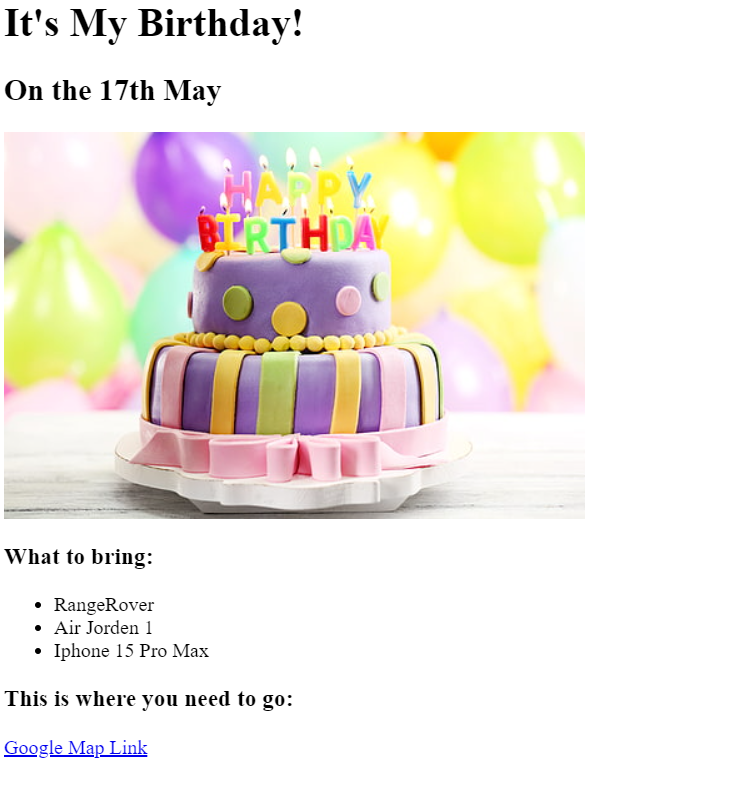 It's My Birthday!
On the 17th May
HAPPY
BIRTHDAY
What to bring:
RangeRover
Air Jorden 1
Iphone 15 Pro Max
This is where you need to go:
Google Map Link